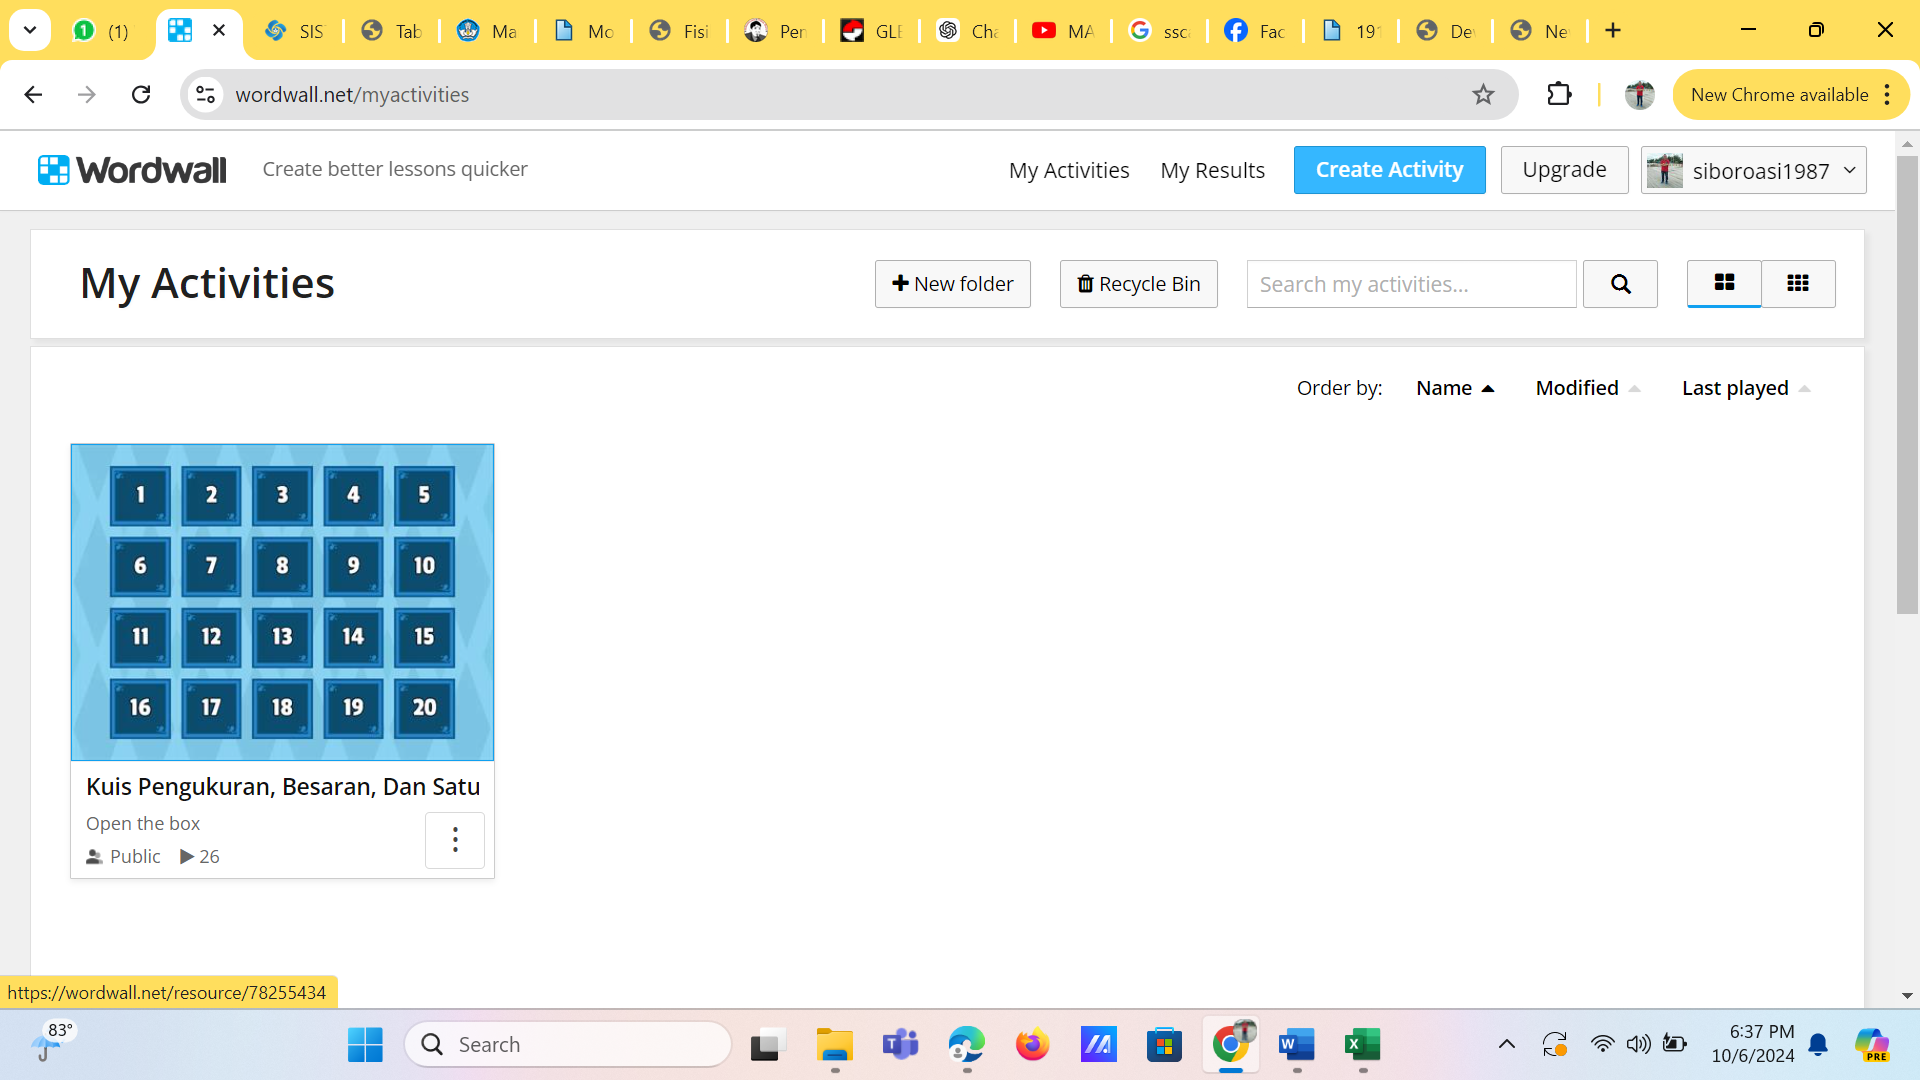 (1)
SIS
Tab
Ma
Mo
Fisi
Pen
GLE
Cha
MA
ssca
Fac
191
De
Ne
wordwall.net/myactivities
New Chrome available
Wordwall
Create better lessons quicker
My Activities
My Results
Create Activity
Upgrade
siboroasi1987
My Activities
New folder
Recycle Bin
Search my activities...
Order by:
Name
Modified
Last played
1 2 3 4 5
6 7 8 9 10
11 12 13 14 15
16 17 18 19 20
Kuis Pengukuran, Besaran, Dan Satu
Open the box
Public 26
https://wordwall.net/resource/78255434
83°
Search
6:37 PM
10/6/2024
PRE